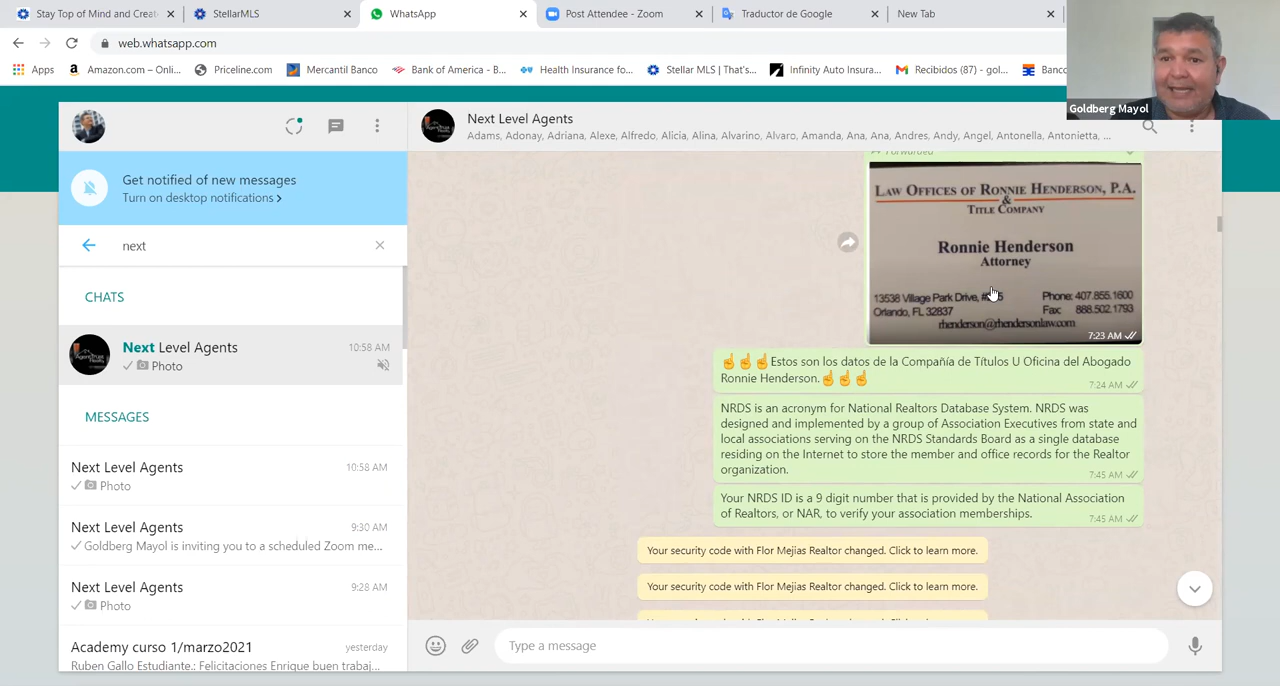 Stay Top of Mind and Creat
StellarMLS
WhatsApp
Post Attendee - Zoom
Traductor de Google
New Tab
web.whatsapp.com
Apps
Amazon.com – Onli...
Priceline.com
Mercantil Banco
Bank of America - B...
Health Insurance fo...
Stellar MLS | That's...
Infinity Auto Insura...
Recibidos (87) - gol...
Banco
Goldberg Mayol
Next Level Agents
Adams, Adonay, Adriana, Alexe, Alfredo, Alicia, Alina, Alvarino, Alvaro, Amanda, Ana, Ana, Andres, Andy, Angel, Antonella, Antonietta, ...
Get notified of new messages
Turn on desktop notifications >
next
CHATS
Next Level Agents
10:58 AM
Photo
MESSAGES
Next Level Agents
10:58 AM
Photo
Next Level Agents
9:30 AM
Goldberg Mayol is inviting you to a scheduled Zoom me...
Next Level Agents
9:28 AM
Photo
Academy curso 1/marzo2021
yesterday
Ruben Gallo Estudiante.: Felicitaciones Enrique buen trabaj...
Forwarded
LAW OFFICES OF RONNIE HENDERSON, P.A.
&
TITLE COMPANY
Ronnie Henderson
Attorney
13538 Village Park Drive,
Orlando, FL 32837
Phone: 407.855.1600
Fax: 888.502.1793
rhenderson@rhendersonlaw.com
7:23 AM
☝☝☝Estos son los datos de la Compañía de Títulos U Oficina del Abogado
Ronnie Henderson.☝☝☝
7:24 AM
NRDS is an acronym for National Realtors Database System. NRDS was
designed and implemented by a group of Association Executives from state and
local associations serving on the NRDS Standards Board as a single database
residing on the Internet to store the member and office records for the Realtor
organization.
7:45 AM
Your NRDS ID is a 9 digit number that is provided by the National Association
of Realtors, or NAR, to verify your association memberships.
7:45 AM
Your security code with Flor Mejias Realtor changed. Click to learn more.
Your security code with Flor Mejias Realtor changed. Click to learn more.
Type a message